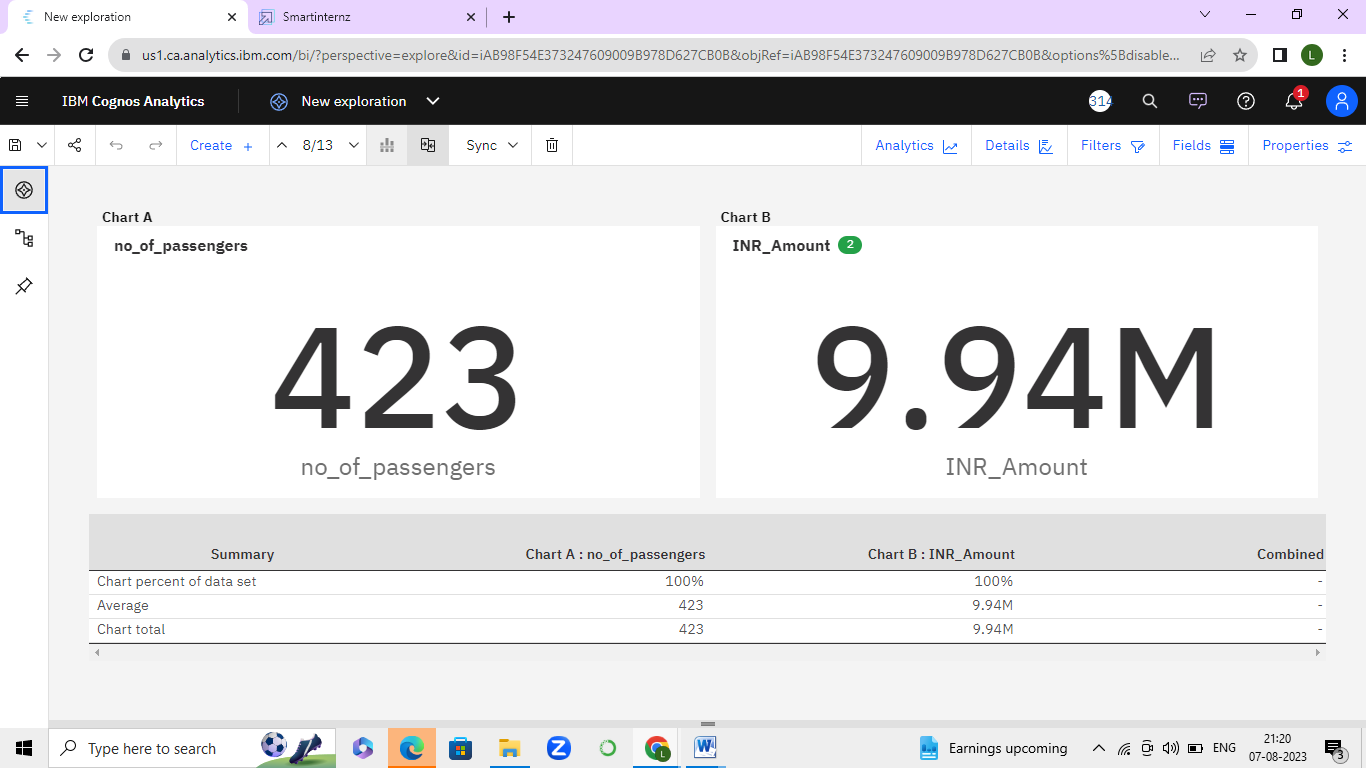 New exploration
Smartinternz
us1.ca.analytics.ibm.com/bi/?perspective=explore&id=iAB98F54E373247609009B978D627CB0B&objRef=iAB98F54E373247609009B978D627CB0B&options%5Bdisable...
L
IBM Cognos Analytics
New exploration
314
1
Create +
8/13
Sync
Analytics
Details
Filters
Fields
Properties
Chart A
no_of_passengers
423
no_of_passengers
Chart B
INR_Amount 2
9.94M
INR_Amount
Summary Chart A : no_of_passengers Chart B : INR_Amount Combined
Chart percent of data set 100% 100% -
Average 423 9.94M -
Chart total 423 9.94M -
Type here to search
Z
L
W
Earnings upcoming
ENG
21:20
07-08-2023
3